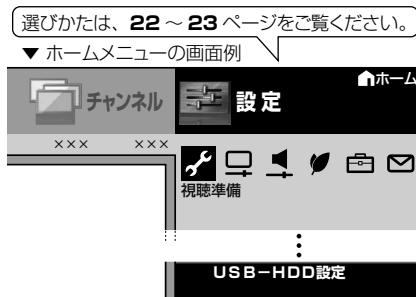 選びかたは、22 ～ 23 ページをご覧ください。
▼ ホームメニューの画面例
ホーム
チャンネル
設定
×××　×××
視聴準備
USB−HDD設定